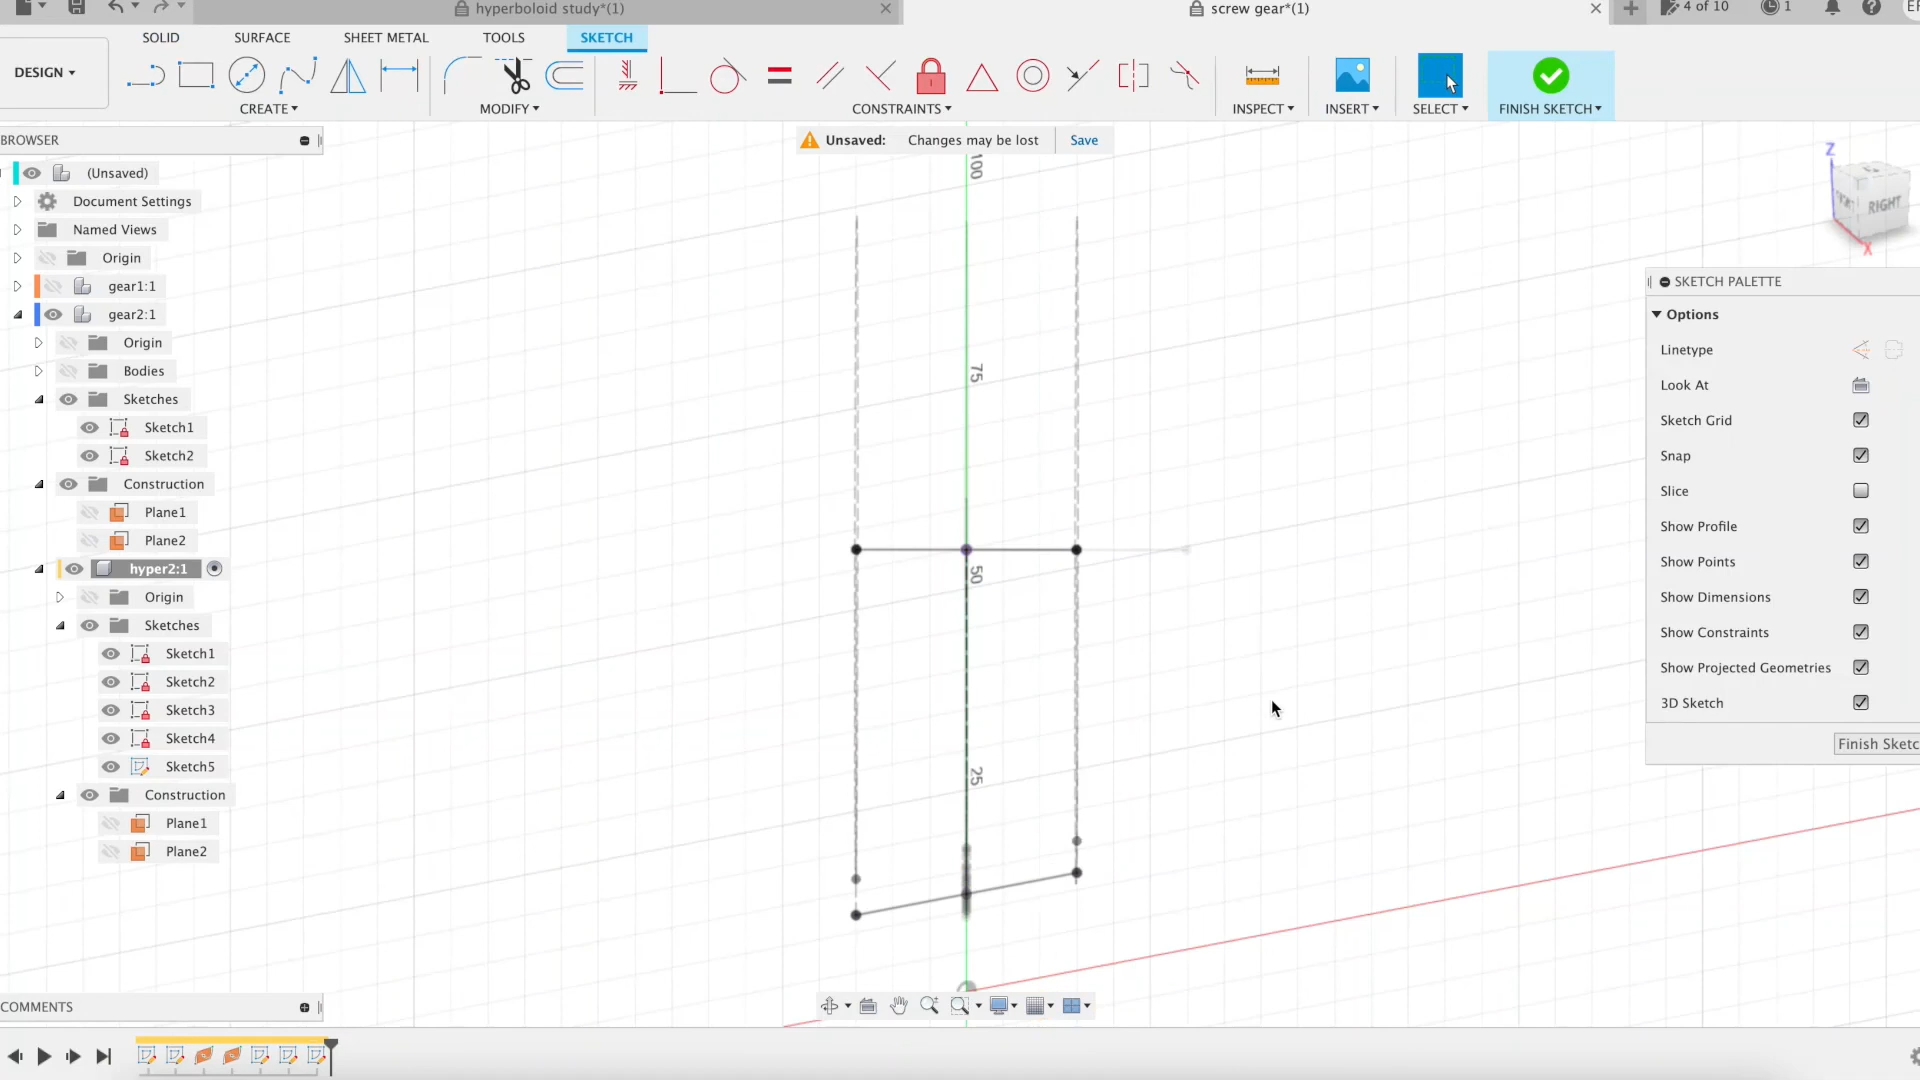 hyperboloid study*(1)
screw gear*(1)
4 of 10
1
SOLID
SURFACE
SHEET METAL
TOOLS
SKETCH
DESIGN
CREATE
MODIFY
CONSTRAINTS
INSPECT
INSERT
SELECT
FINISH SKETCH
BROWSER
Unsaved: Changes may be lost Save
(Unsaved)
Document Settings
Named Views
Origin
gear1:1
gear2:1
Origin
Bodies
Sketches
Sketch1
Sketch2
Construction
Plane1
Plane2
hyper2:1
Origin
Sketches
Sketch1
Sketch2
Sketch3
Sketch4
Sketch5
Construction
Plane1
Plane2
COMMENTS
100
75
50
25
Z
RIGHT
X
SKETCH PALETTE
Options
Linetype
Look At
Sketch Grid
Snap
Slice
Show Profile
Show Points
Show Dimensions
Show Constraints
Show Projected Geometries
3D Sketch
Finish Sketc